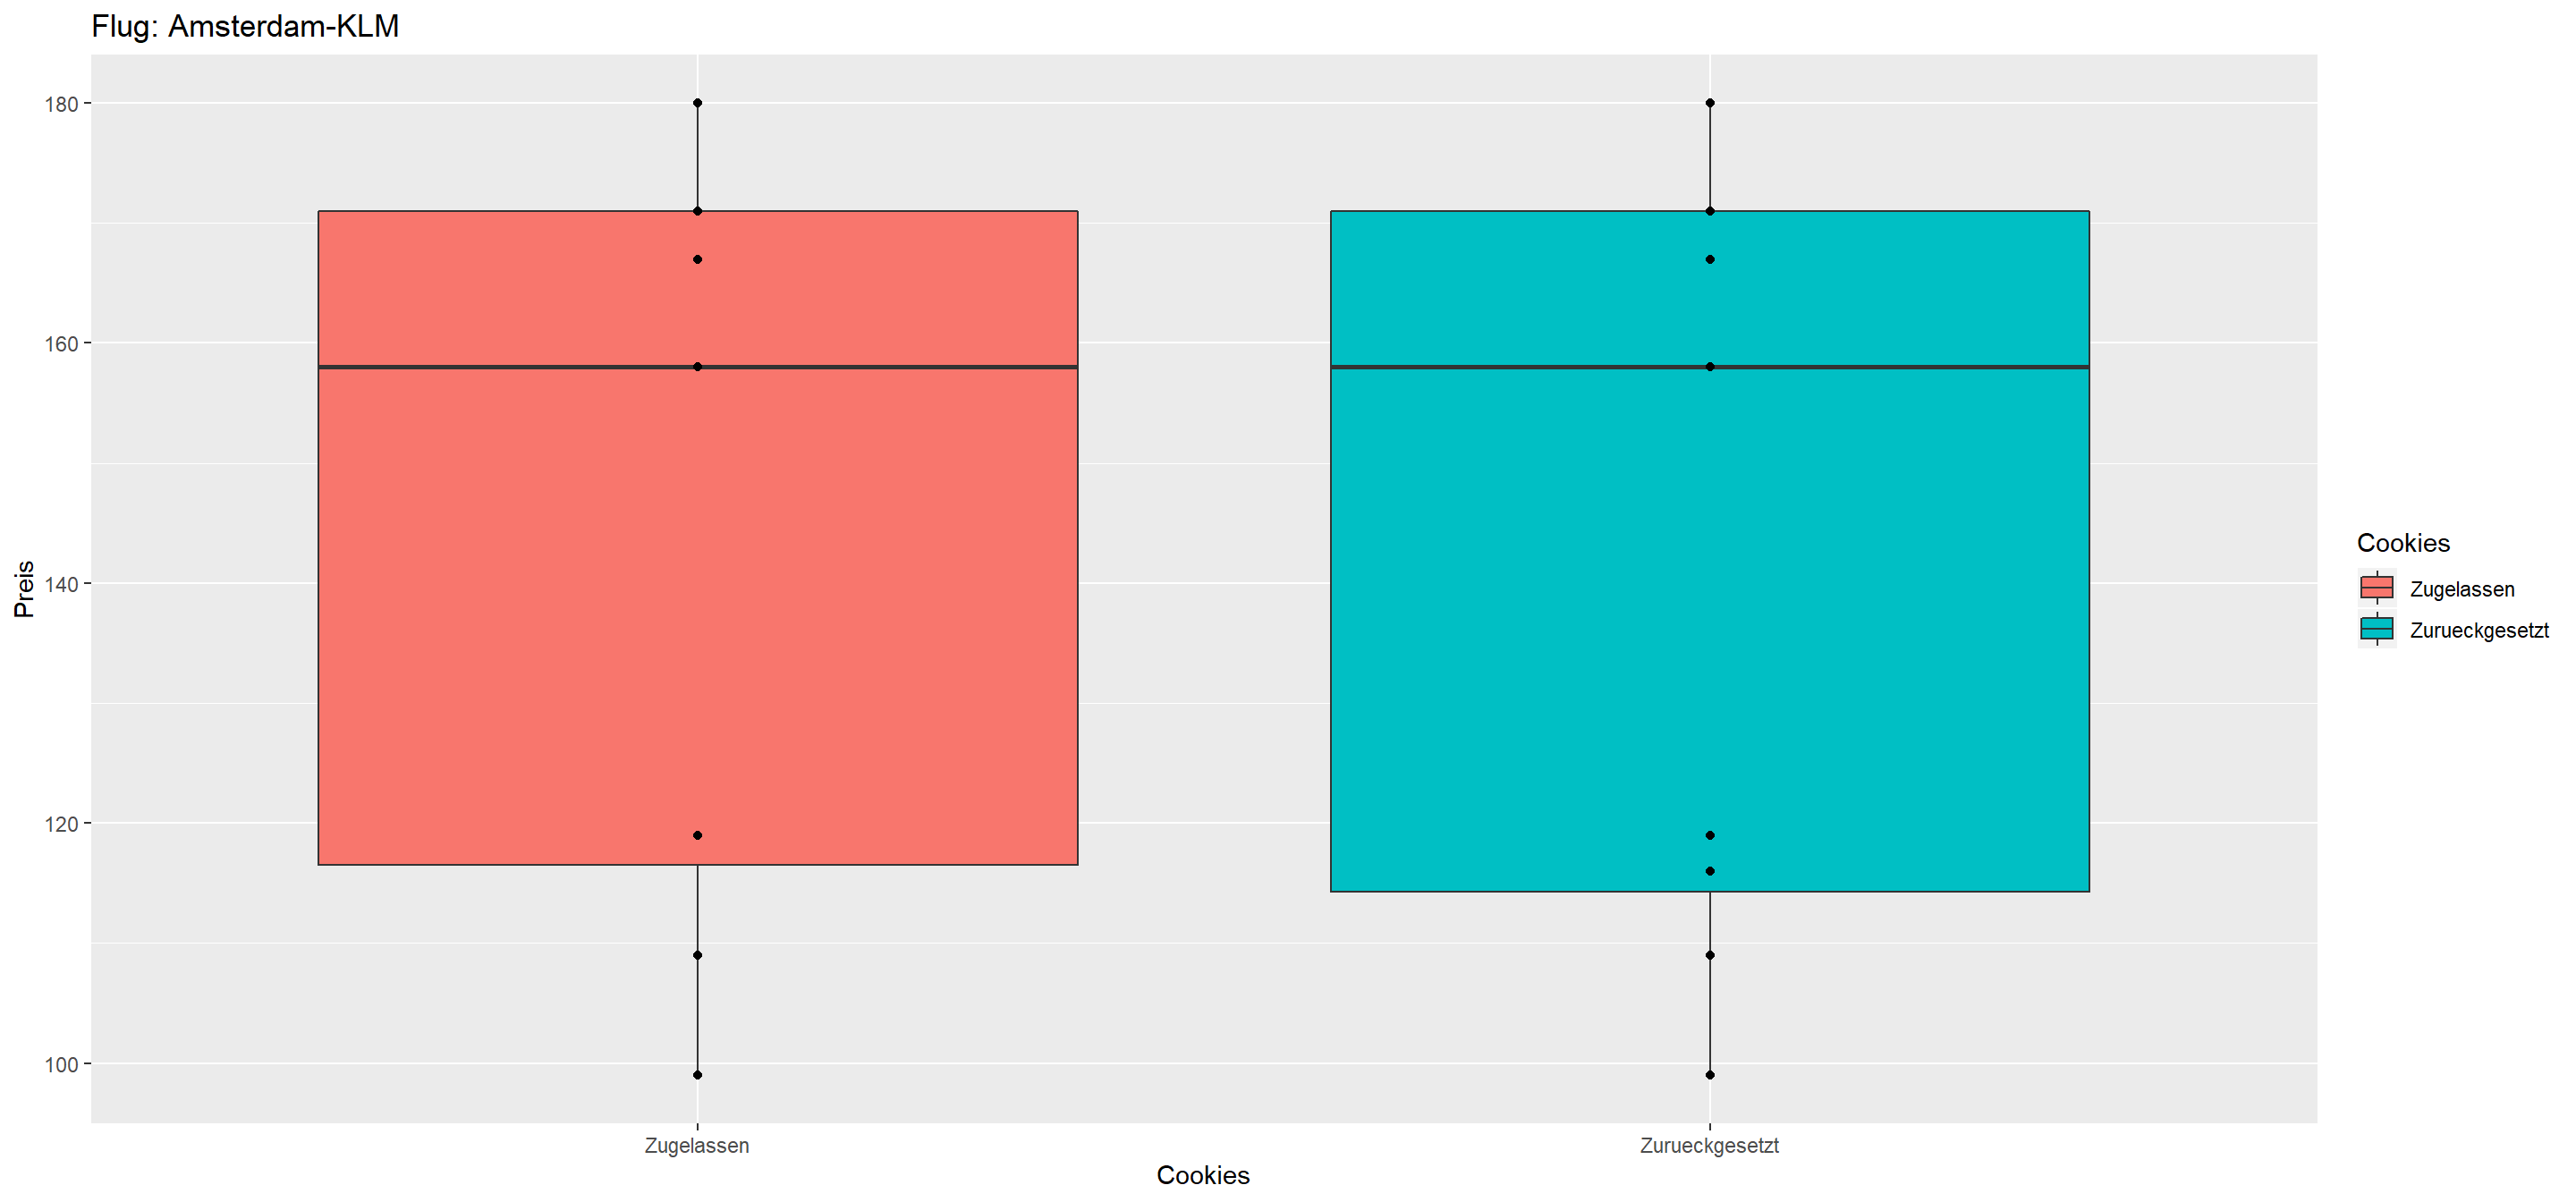 Flug: Amsterdam-KLM
180
160
140
120
100
Preis
Zugelassen
Zurueckgesetzt
Cookies
Cookies
Zugelassen
Zurueckgesetzt